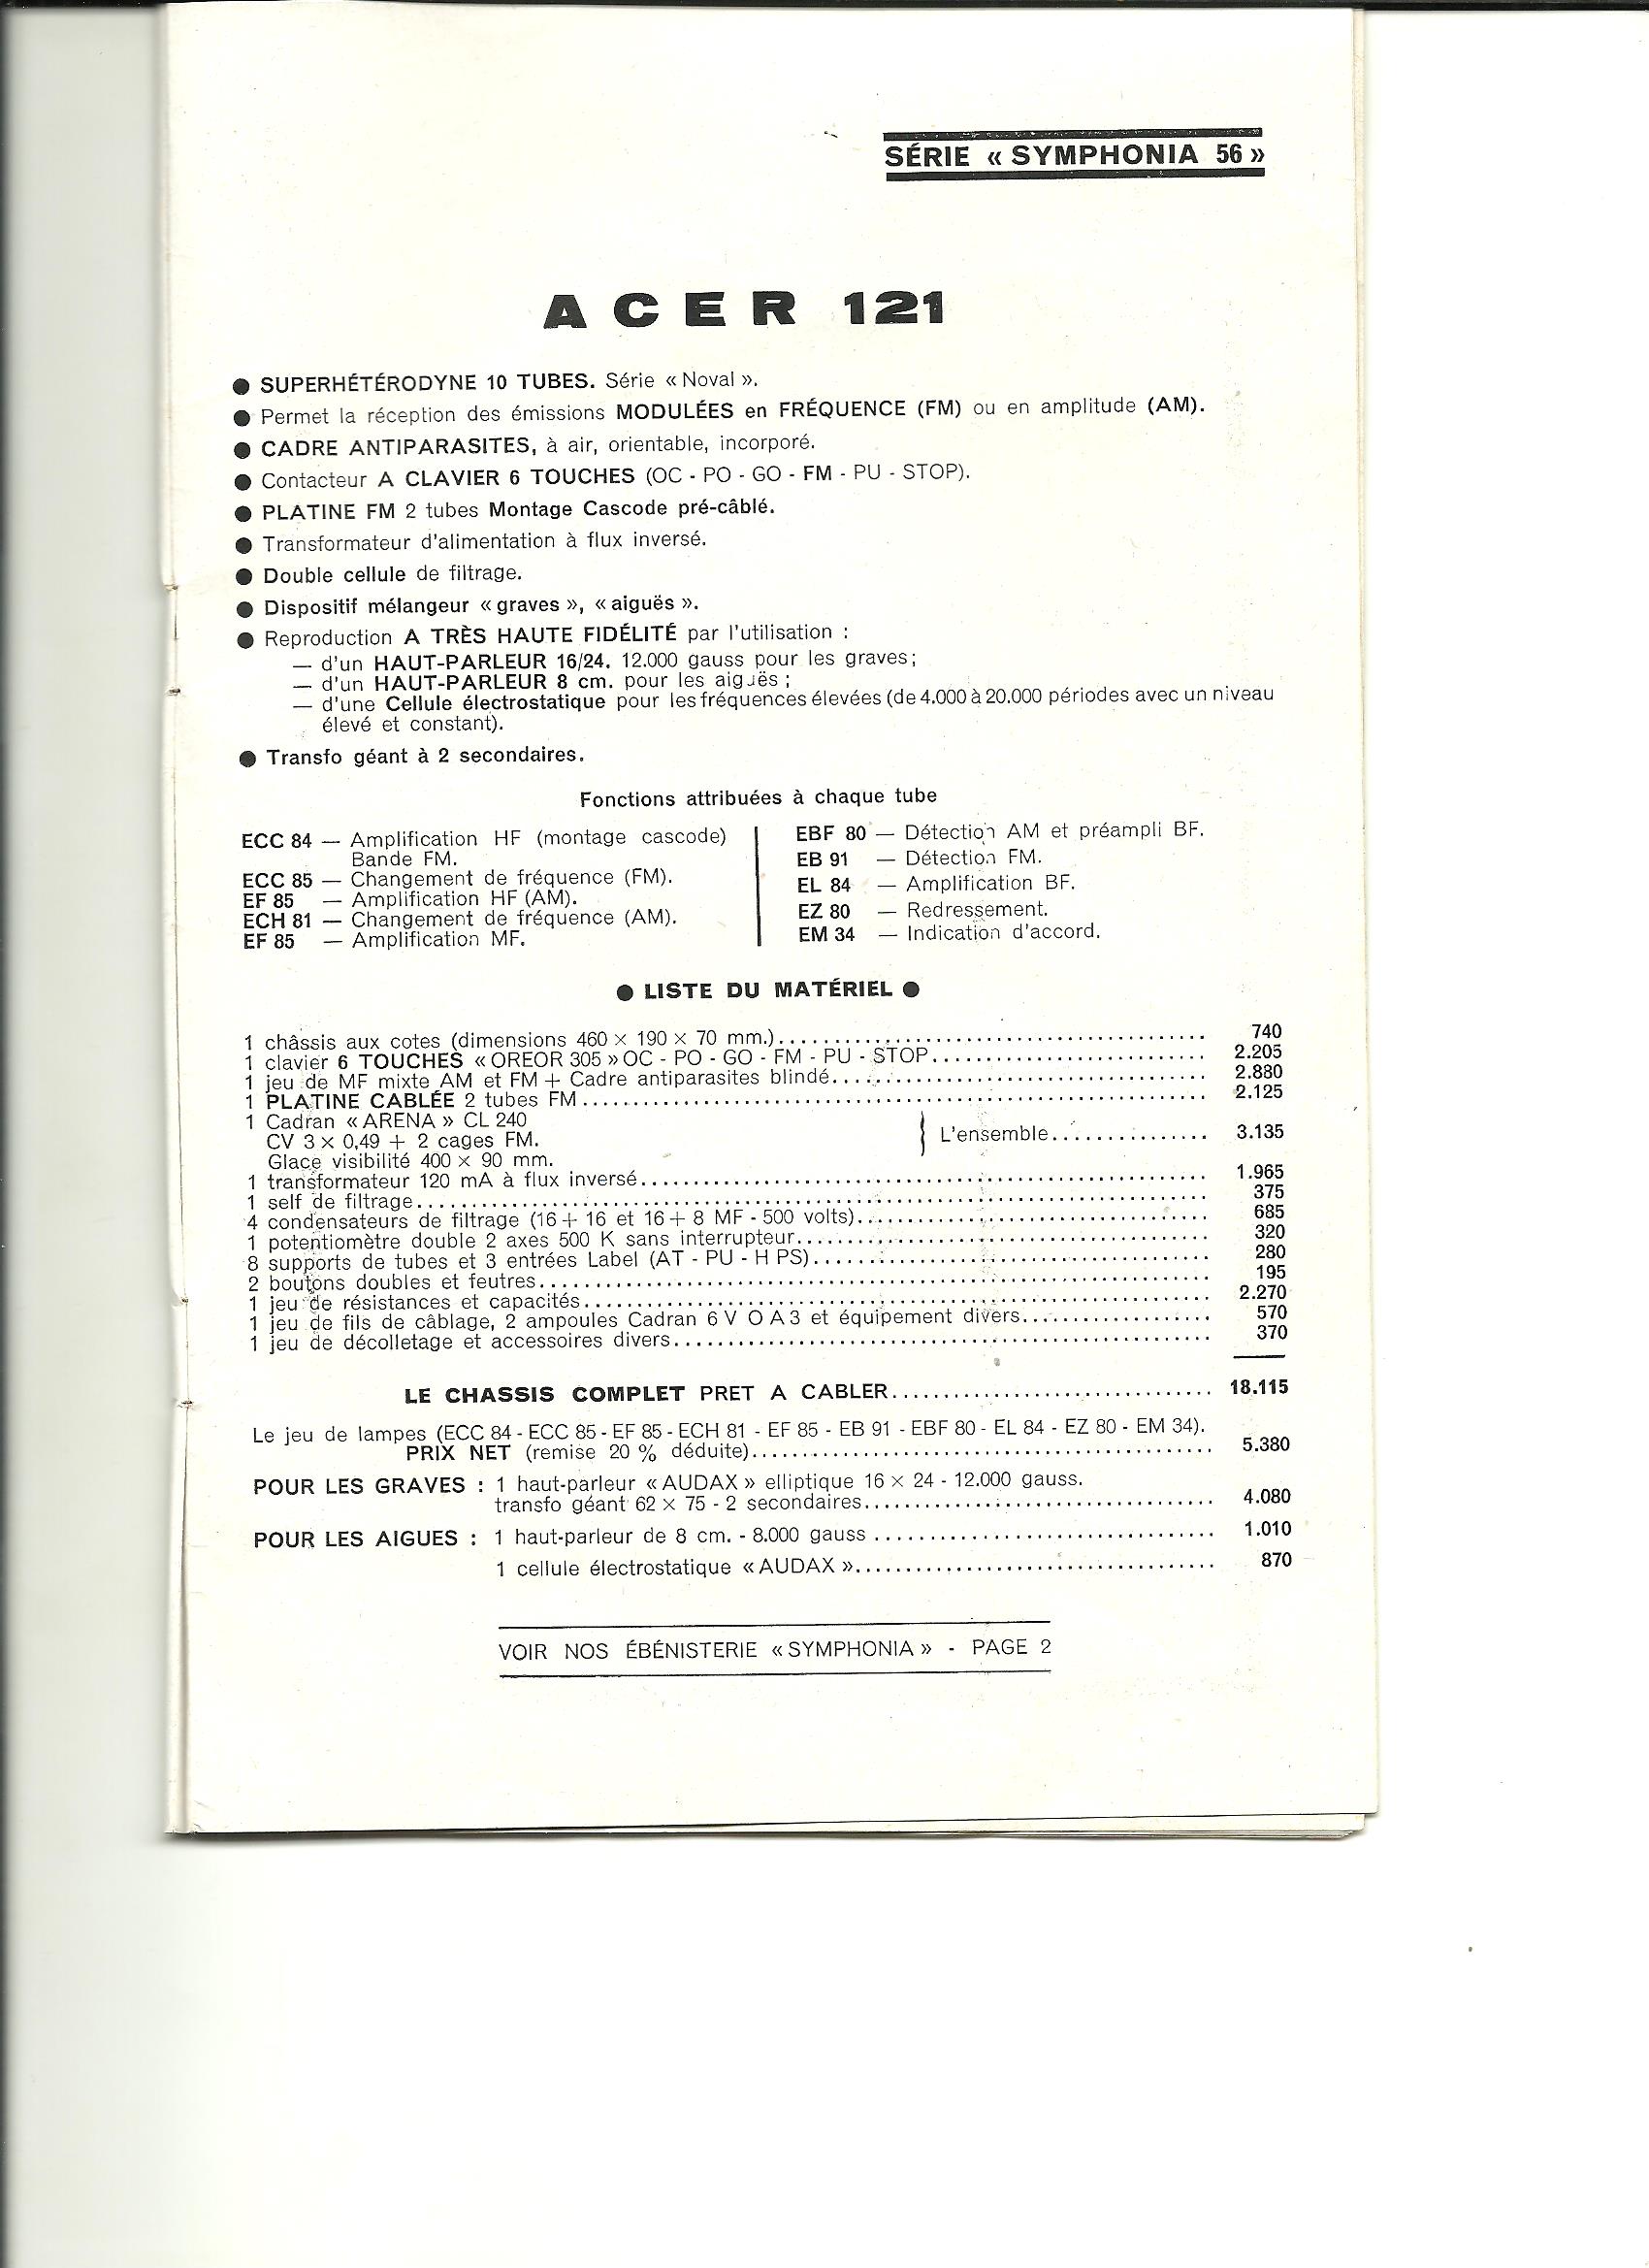 SÉRIE « SYMPHONIA 56 »
ACER 121
● SUPERHÉTÉRODYNE 10 TUBES. Série « Noval ».
● Permet la réception des émissions MODULÉES en FRÉQUENCE (FM) ou en amplitude (AM).
● CADRE ANTIPARASITES, à air, orientable, incorporé.
● Contacteur A CLAVIER 6 TOUCHES (OC - PO - GO - FM - PU - STOP).
● PLATINE FM 2 tubes Montage Cascode pré-câblé.
● Transformateur d'alimentation à flux inversé.
● Double cellule de filtrage.
● Dispositif mélangeur « graves », « aiguës ».
● Reproduction A TRÈS HAUTE FIDÉLITÉ par l'utilisation :
— d'un HAUT-PARLEUR 16/24. 12.000 gauss pour les graves;
— d'un HAUT-PARLEUR 8 cm. pour les aiguës ;
— d'une Cellule électrostatique pour les fréquences élevées (de 4.000 à 20.000 périodes avec un niveau
élevé et constant).
● Transfo géant à 2 secondaires.
Fonctions attribuées à chaque tube
ECC 84 — Amplification HF (montage cascode)
Bande FM.
ECC 85 — Changement de fréquence (FM).
EF 85 — Amplification HF (AM).
ECH 81 — Changement de fréquence (AM).
EF 85 — Amplification MF.
EBF 80 — Détection AM et préampli BF.
EB 91 — Détection FM.
EL 84 — Amplification BF.
EZ 80 — Redressement.
EM 34 — Indication d'accord.
● LISTE DU MATÉRIEL ●
1 châssis aux cotes (dimensions 460 × 190 × 70 mm.) 740
1 clavier 6 TOUCHES « OREOR 305 » OC - PO - GO - FM - PU - STOP 2.205
1 jeu de MF mixte AM et FM + Cadre antiparasites blindé 2.880
1 PLATINE CABLÉE 2 tubes FM 2.125
1 Cadran « ARENA » CL 240
CV 3 × 0,49 + 2 cages FM. } L'ensemble 3.135
Glace visibilité 400 × 90 mm.
1 transformateur 120 mA à flux inversé 1.965
1 self de filtrage 375
4 condensateurs de filtrage (16 + 16 et 16 + 8 MF - 500 volts) 685
1 potentiomètre double 2 axes 500 K sans interrupteur 320
8 supports de tubes et 3 entrées Label (AT - PU - H PS) 280
2 boutons doubles et feutres 195
1 jeu de résistances et capacités 2.270
1 jeu de fils de câblage, 2 ampoules Cadran 6 V O A 3 et équipement divers 570
1 jeu de décolletage et accessoires divers 370
LE CHASSIS COMPLET PRET A CABLER 18.115
Le jeu de lampes (ECC 84 - ECC 85 - EF 85 - ECH 81 - EF 85 - EB 91 - EBF 80 - EL 84 - EZ 80 - EM 34).
PRIX NET (remise 20 % déduite) 5.380
POUR LES GRAVES : 1 haut-parleur « AUDAX » elliptique 16 × 24 - 12.000 gauss.
transfo géant 62 × 75 - 2 secondaires 4.080
POUR LES AIGUES : 1 haut-parleur de 8 cm. - 8.000 gauss 1.010
1 cellule électrostatique « AUDAX » 870
VOIR NOS ÉBÉNISTERIE « SYMPHONIA » - PAGE 2